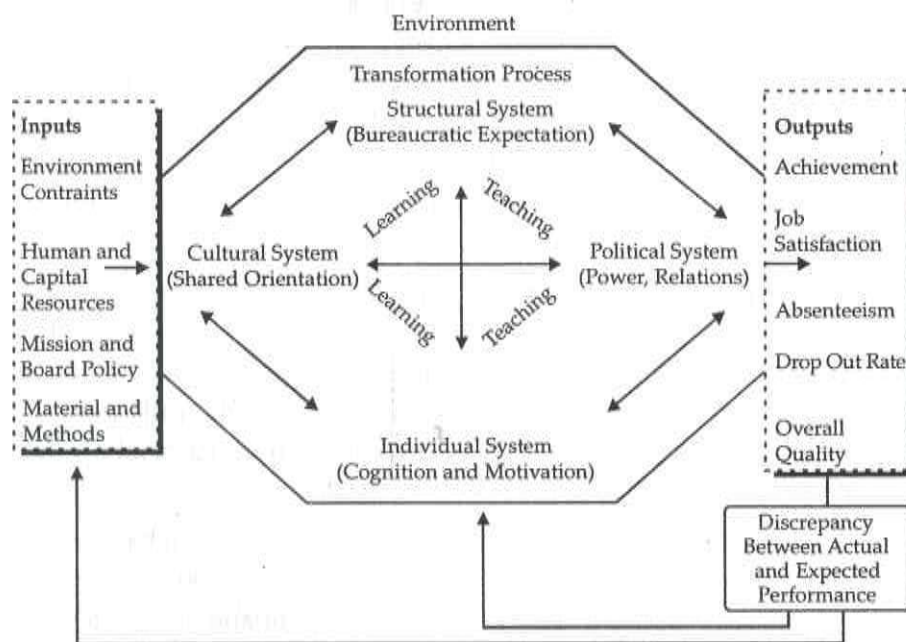 Environment
Transformation Process
Structural System
(Bureaucratic Expectation)
Inputs
Environment
Contraints
Human and
Capital
Resources
Mission and
Board Policy
Material and
Methods
Learning
Teaching
Cultural System
(Shared Orientation)
Political System
(Power, Relations)
Learning
Teaching
Individual System
(Cognition and Motivation)
Outputs
Achievement
Job
Satisfaction
Absenteeism
Drop Out Rate
Overall
Quality
Discrepancy
Between Actual
and Expected
Performance